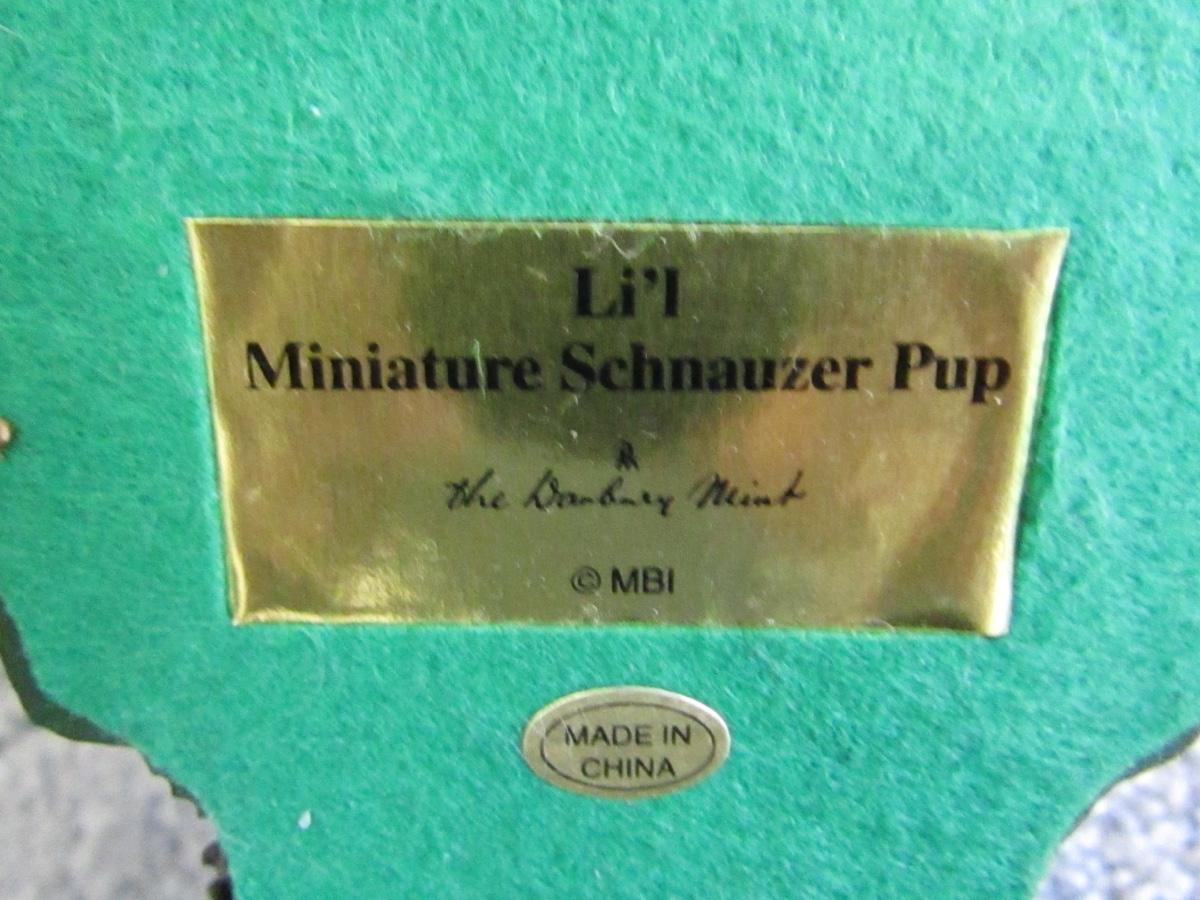 Li'l
Miniature Schnauzer Pup
The Danbury Mint
© MBI
MADE IN
CHINA